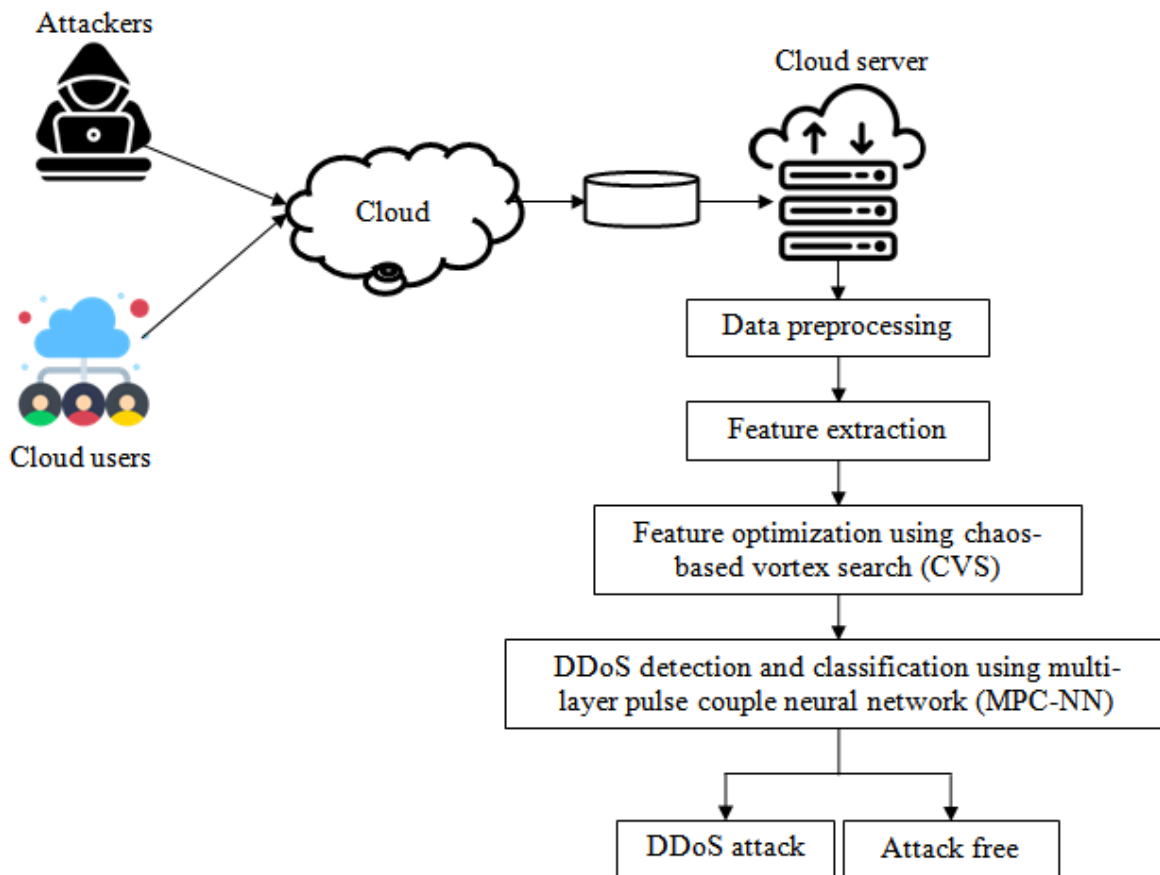 Attackers
Cloud server
Cloud
Cloud users
Data preprocessing
Feature extraction
Feature optimization using chaos-
based vortex search (CVS)
DDoS detection and classification using multi-
layer pulse couple neural network (MPC-NN)
DDoS attack
Attack free